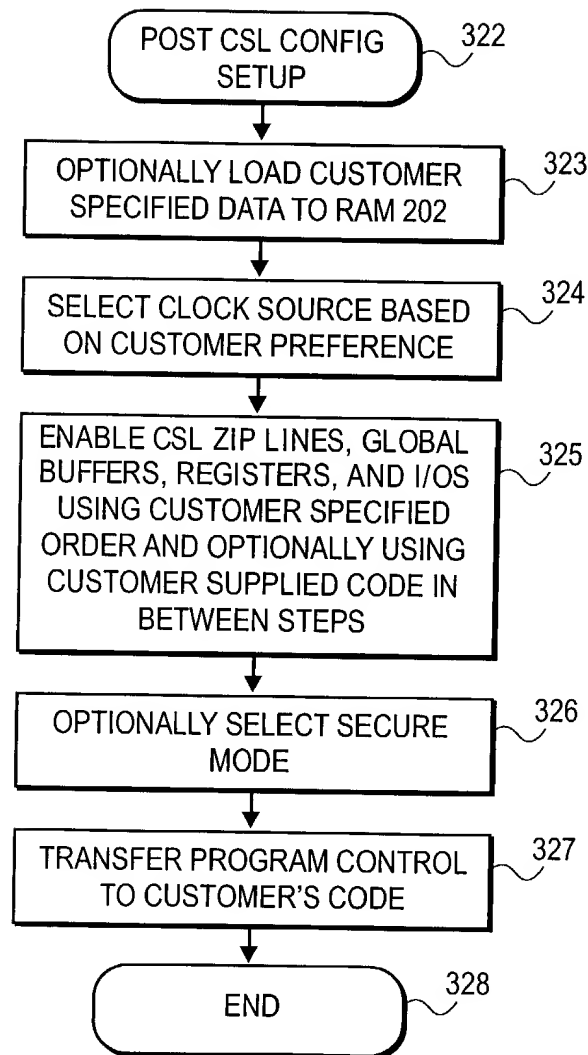 POST CSL CONFIG
SETUP
322
OPTIONALLY LOAD CUSTOMER
SPECIFIED DATA TO RAM 202
323
SELECT CLOCK SOURCE BASED
ON CUSTOMER PREFERENCE
324
ENABLE CSL ZIP LINES, GLOBAL
BUFFERS, REGISTERS, AND I/OS
USING CUSTOMER SPECIFIED
ORDER AND OPTIONALLY USING
CUSTOMER SUPPLIED CODE IN
BETWEEN STEPS
325
OPTIONALLY SELECT SECURE
MODE
326
TRANSFER PROGRAM CONTROL
TO CUSTOMER'S CODE
327
END
328